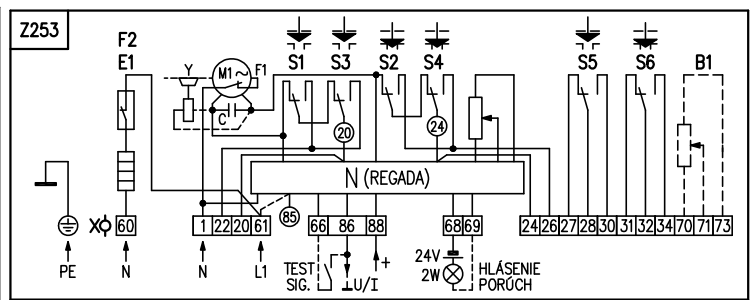 Z253
F2
E1
Y
M1~
F1
C
S1
S3
S2
S4
S5
S6
B1
20
24
N (REGADA)
85
X
60
1
22
20
61
66
86
88
68
69
24
26
27
28
30
31
32
34
70
71
73
PE
N
N
L1
TEST
SIG.
U/I
+
24V
2W
HLÁSENIE
PORÚCH